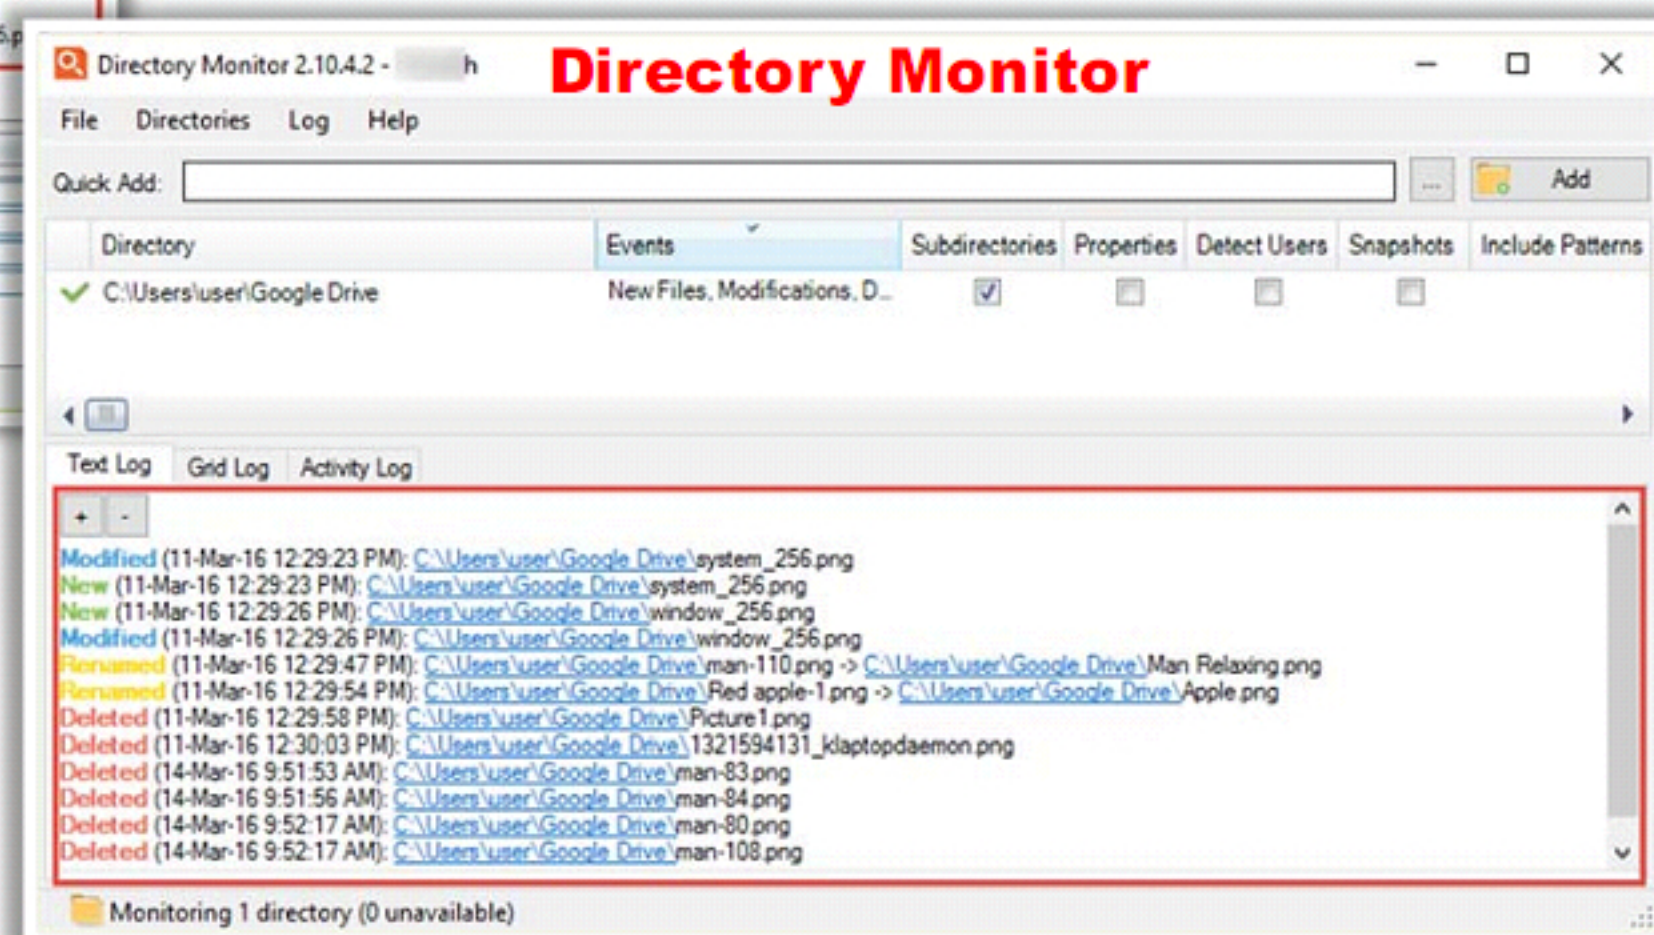 6.p
Directory Monitor 2.10.4.2 - h
Directory Monitor
File Directories Log Help
Quick Add: ... Add
Directory Events Subdirectories Properties Detect Users Snapshots Include Patterns
C:\Users\user\Google Drive New Files, Modifications, D...
Text Log Grid Log Activity Log
+ -
Modified (11-Mar-16 12:29:23 PM): C:\Users\user\Google Drive\system_256.png
New (11-Mar-16 12:29:23 PM): C:\Users\user\Google Drive\system_256.png
New (11-Mar-16 12:29:26 PM): C:\Users\user\Google Drive\window_256.png
Modified (11-Mar-16 12:29:26 PM): C:\Users\user\Google Drive\window_256.png
Renamed (11-Mar-16 12:29:47 PM): C:\Users\user\Google Drive\man-110.png -> C:\Users\user\Google Drive\Man Relaxing.png
Renamed (11-Mar-16 12:29:54 PM): C:\Users\user\Google Drive\Red apple-1.png -> C:\Users\user\Google Drive\Apple.png
Deleted (11-Mar-16 12:29:58 PM): C:\Users\user\Google Drive\Picture1.png
Deleted (11-Mar-16 12:30:03 PM): C:\Users\user\Google Drive\1321594131_klaptopdaemon.png
Deleted (14-Mar-16 9:51:53 AM): C:\Users\user\Google Drive\man-83.png
Deleted (14-Mar-16 9:51:56 AM): C:\Users\user\Google Drive\man-84.png
Deleted (14-Mar-16 9:52:17 AM): C:\Users\user\Google Drive\man-80.png
Deleted (14-Mar-16 9:52:17 AM): C:\Users\user\Google Drive\man-108.png
Monitoring 1 directory (0 unavailable)